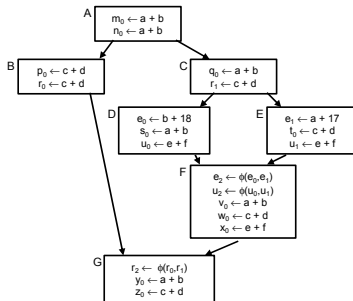 A
m₀ ← a + b
n₀ ← a + b
B
p₀ ← c + d
r₀ ← c + d
C
q₀ ← a + b
r₁ ← c + d
D
e₀ ← b + 18
s₀ ← a + b
u₀ ← e + f
E
e₁ ← a + 17
t₀ ← c + d
u₁ ← e + f
F
e₂ ← ϕ(e₀,e₁)
u₂ ← ϕ(u₀,u₁)
v₀ ← a + b
w₀ ← c + d
x₀ ← e + f
G
r₂ ← ϕ(r₀,r₁)
y₀ ← a + b
z₀ ← c + d